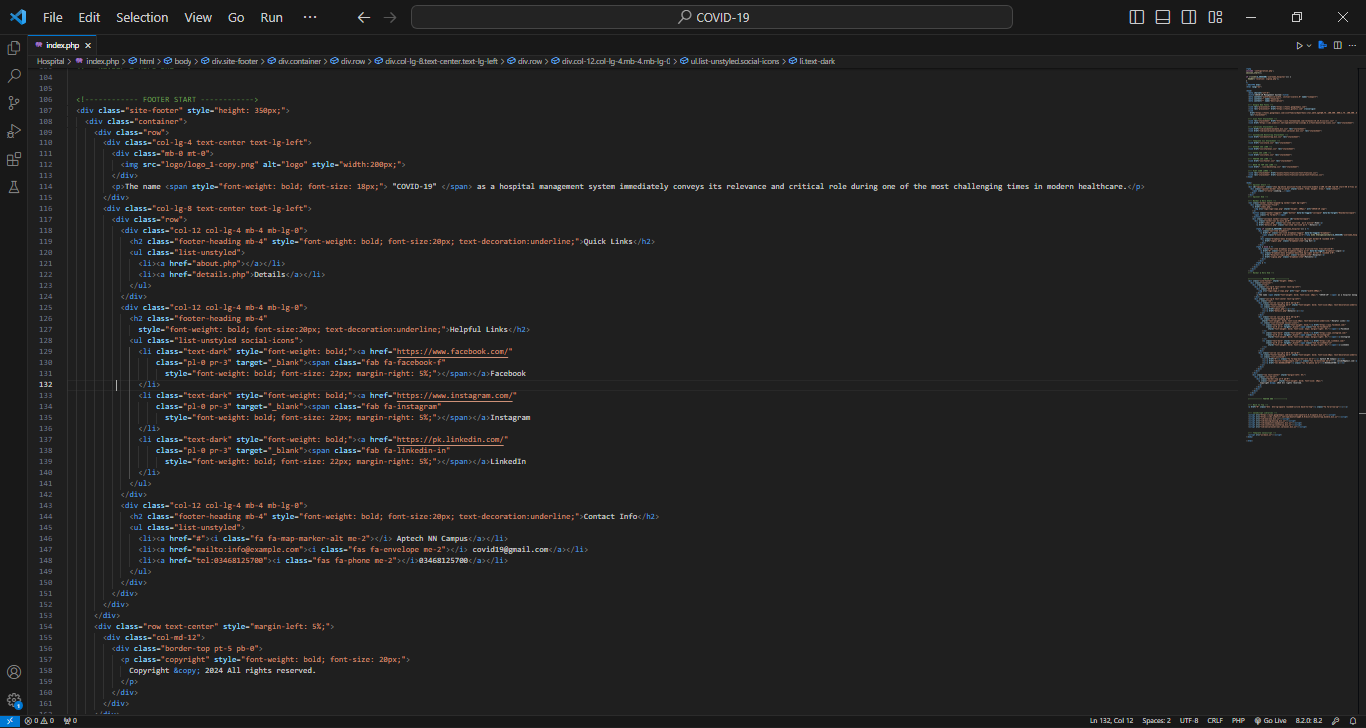 File Edit Selection View Go Run ··· COVID-19
index.php
Hospital > index.php > html > body > div.site-footer > div.container > div.row > div.col-lg-8.text-center.text-lg-left > div.row > div.col-12.col-lg-4.mb-4.mb-lg-0 > ul.list-unstyled.social-icons > li.text-dark
104
105
106 <!------------ FOOTER START ------------>
107 <div class="site-footer" style="height: 350px;">
108 <div class="container">
109 <div class="row">
110 <div class="col-lg-4 text-center text-lg-left">
111 <div class="mb-0 mt-0">
112 <img src="logo/logo_1-copy.png" alt="logo" style="width:200px;">
113 </div>
114 <p>The name <span style="font-weight: bold; font-size: 18px;"> "COVID-19" </span> as a hospital management system immediately conveys its relevance and critical role during one of the most challenging times in modern healthcare.</p>
115 </div>
116 <div class="col-lg-8 text-center text-lg-left">
117 <div class="row">
118 <div class="col-12 col-lg-4 mb-4 mb-lg-0">
119 <h2 class="footer-heading mb-4" style="font-weight: bold; font-size:20px; text-decoration:underline;">Quick Links</h2>
120 <ul class="list-unstyled">
121 <li><a href="about.php"></a></li>
122 <li><a href="details.php">Details</a></li>
123 </ul>
124 </div>
125 <div class="col-12 col-lg-4 mb-4 mb-lg-0">
126 <h2 class="footer-heading mb-4"
127 style="font-weight: bold; font-size:20px; text-decoration:underline;">Helpful Links</h2>
128 <ul class="list-unstyled social-icons">
129 <li class="text-dark" style="font-weight: bold;"><a href="https://www.facebook.com/"
130 class="pl-0 pr-3" target="_blank"><span class="fab fa-facebook-f"
131 style="font-weight: bold; font-size: 22px; margin-right: 5%;"></span></a>Facebook
132 </li>
133 <li class="text-dark" style="font-weight: bold;"><a href="https://www.instagram.com/"
134 class="pl-0 pr-3" target="_blank"><span class="fab fa-instagram"
135 style="font-weight: bold; font-size: 22px; margin-right: 5%;"></span></a>Instagram
136 </li>
137 <li class="text-dark" style="font-weight: bold;"><a href="https://pk.linkedin.com/"
138 class="pl-0 pr-3" target="_blank"><span class="fab fa-linkedin-in"
139 style="font-weight: bold; font-size: 22px; margin-right: 5%;"></span></a>LinkedIn
140 </li>
141 </ul>
142 </div>
143 <div class="col-12 col-lg-4 mb-4 mb-lg-0">
144 <h2 class="footer-heading mb-4" style="font-weight: bold; font-size:20px; text-decoration:underline;">Contact Info</h2>
145 <ul class="list-unstyled">
146 <li><a href="#"><i class="fa fa-map-marker-alt me-2"></i> Aptech NN Campus</a></li>
147 <li><a href="mailto:info@example.com"><i class="fas fa-envelope me-2"></i> covid19@gmail.com</a></li>
148 <li><a href="tel:03468125700"><i class="fas fa-phone me-2"></i>03468125700</a></li>
149 </ul>
150 </div>
151 </div>
152 </div>
153 </div>
154 <div class="row text-center" style="margin-left: 5%;">
155 <div class="col-md-12">
156 <div class="border-top pt-5 pb-0">
157 <p class="copyright" style="font-weight: bold; font-size: 20px;">
158 Copyright &copy; 2024 All rights reserved.
159 </p>
160 </div>
161 </div>
0 0 0 Ln 132, Col 12 Spaces: 2 UTF-8 CRLF PHP Go Live 8.2.0: 8.2